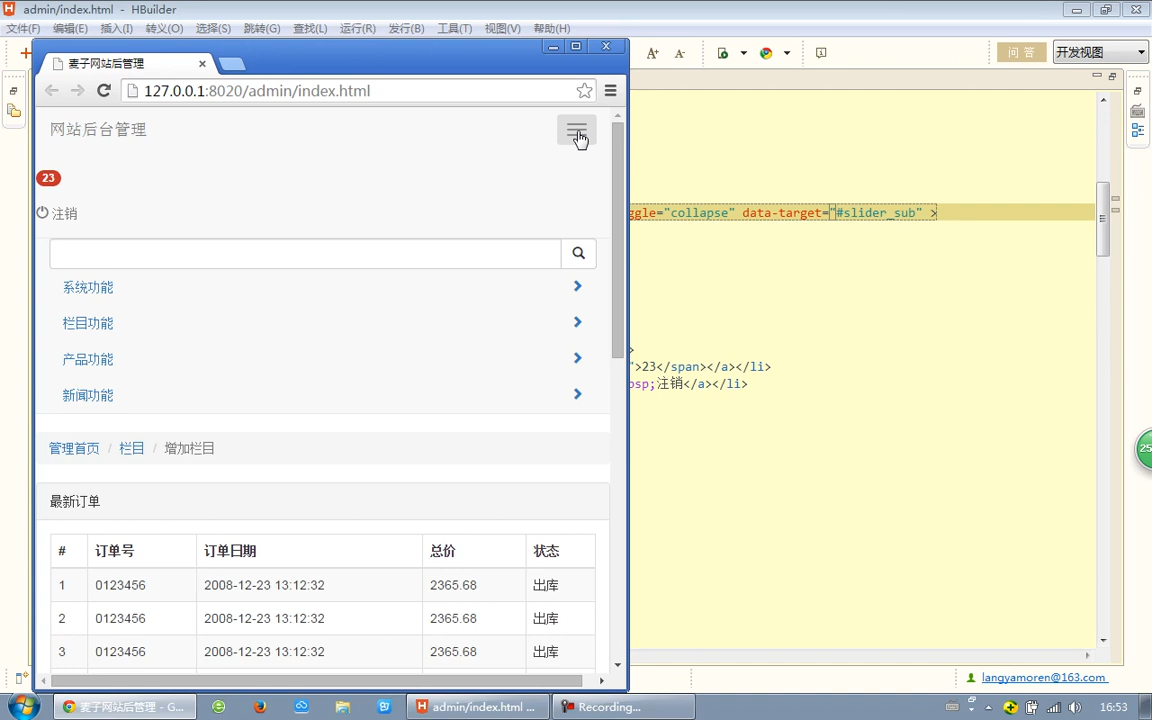 admin/index.html - HBuilder
文件(F) 编辑(E) 插入(I) 转义(O) 选择(S) 跳转(G) 查找(L) 运行(R) 发行(B) 工具(T) 视图(V) 帮助(H)
A+ A-
问 答
开发视图
麦子网站后管理
127.0.0.1:8020/admin/index.html
网站后台管理
23
注销
系统功能
栏目功能
产品功能
新闻功能
管理首页 / 栏目 / 增加栏目
最新订单
# 订单号 订单日期 总价 状态
1 0123456 2008-12-23 13:12:32 2365.68 出库
2 0123456 2008-12-23 13:12:32 2365.68 出库
3 0123456 2008-12-23 13:12:32 2365.68 出库
ggle="collapse" data-target="#slider_sub" >
>
">23</span></a></li>
bsp;注销</a></li>
25
langyamoren@163.com
麦子网站后管理 - G...
admin/index.html ...
Recording...
16:53